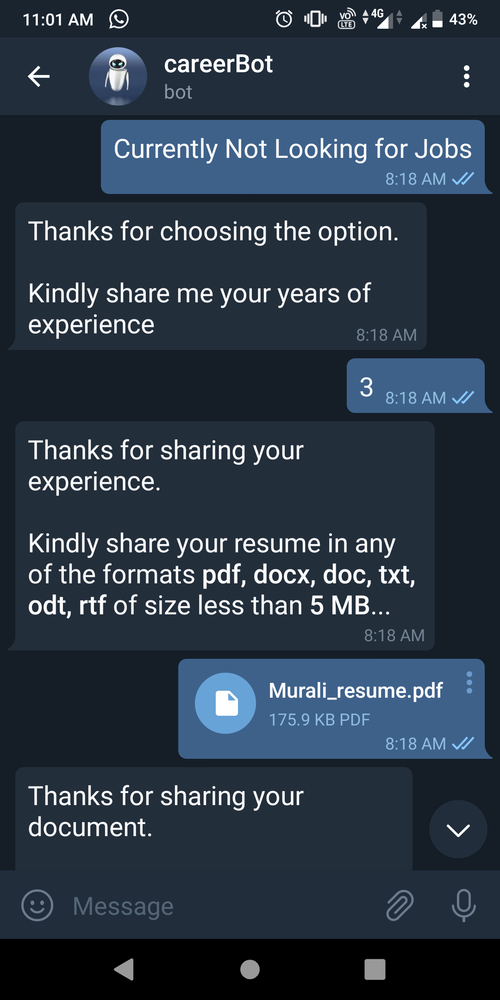 11:01 AM
VO LTE 4G 43%
careerBot
bot
Currently Not Looking for Jobs
8:18 AM
Thanks for choosing the option.
Kindly share me your years of
experience
8:18 AM
3 8:18 AM
Thanks for sharing your
experience.
Kindly share your resume in any
of the formats pdf, docx, doc, txt,
odt, rtf of size less than 5 MB...
8:18 AM
Murali_resume.pdf
175.9 KB PDF
8:18 AM
Thanks for sharing your
document.
Message